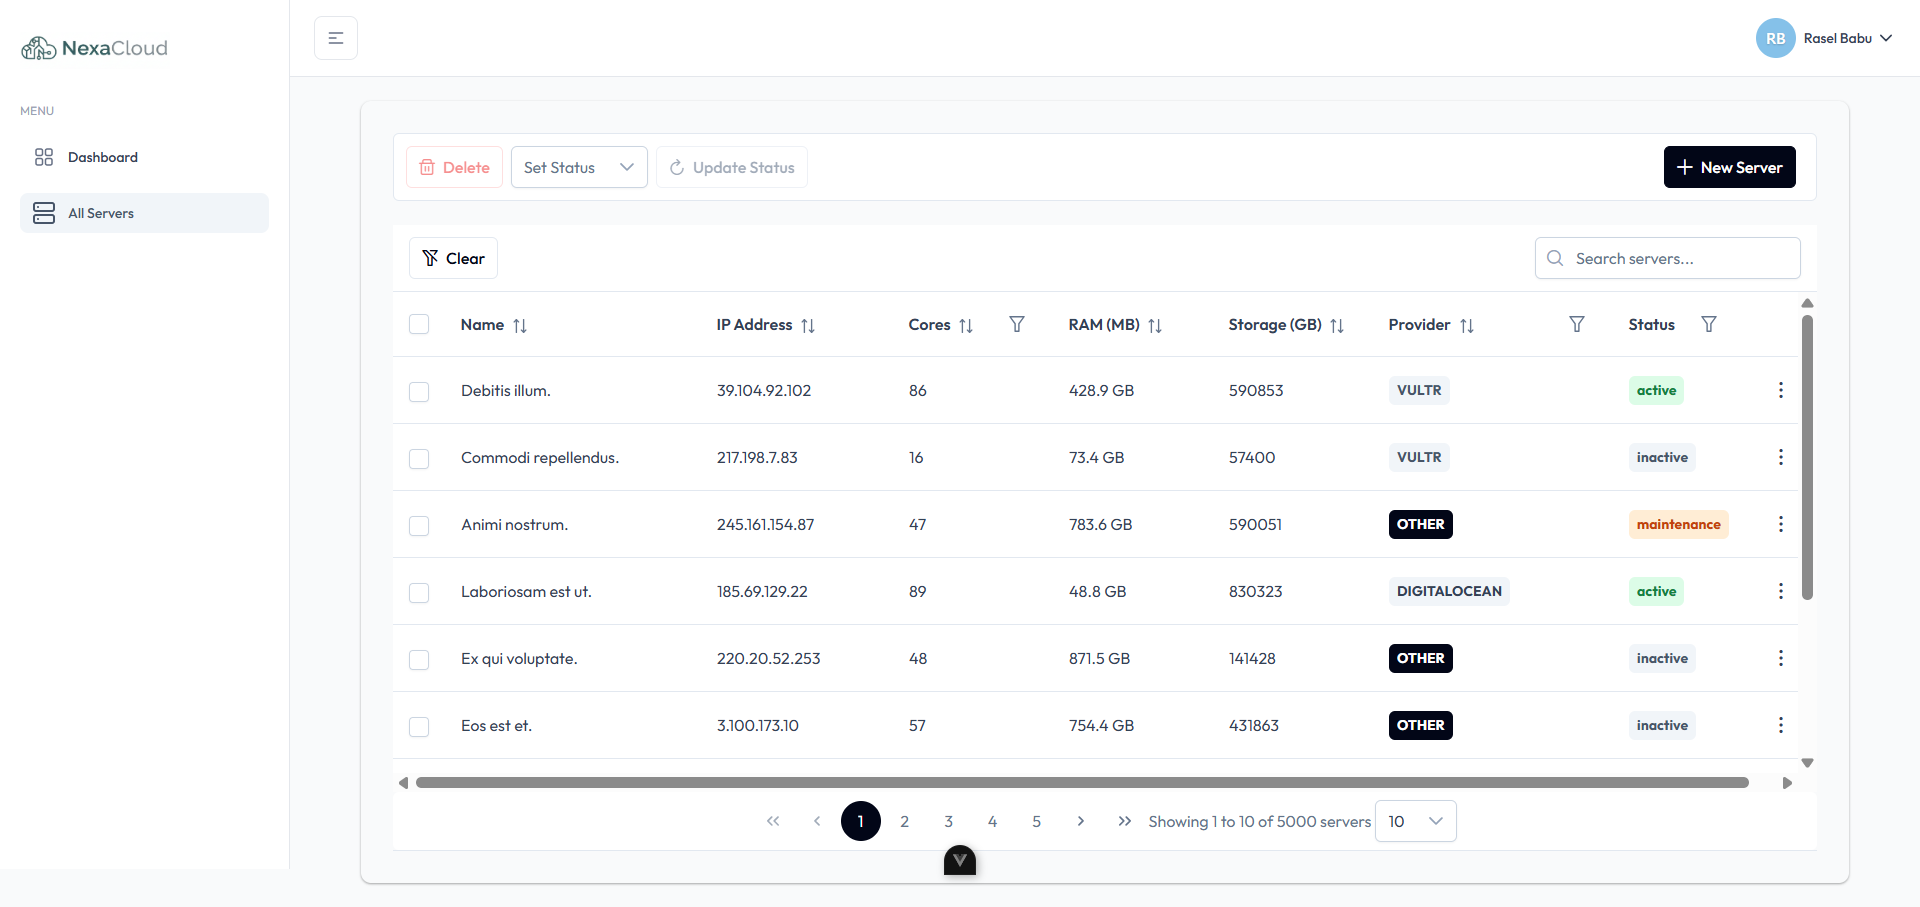 NexaCloud
RB Rasel Babu
MENU
Dashboard
All Servers
Delete Set Status Update Status New Server
Clear Search servers...
Name IP Address Cores RAM (MB) Storage (GB) Provider Status
Debitis illum. 39.104.92.102 86 428.9 GB 590853 VULTR active
Commodi repellendus. 217.198.7.83 16 73.4 GB 57400 VULTR inactive
Animi nostrum. 245.161.154.87 47 783.6 GB 590051 OTHER maintenance
Laboriosam est ut. 185.69.129.22 89 48.8 GB 830323 DIGITALOCEAN active
Ex qui voluptate. 220.20.52.253 48 871.5 GB 141428 OTHER inactive
Eos est et. 3.100.173.10 57 754.4 GB 431863 OTHER inactive
1 2 3 4 5 Showing 1 to 10 of 5000 servers 10